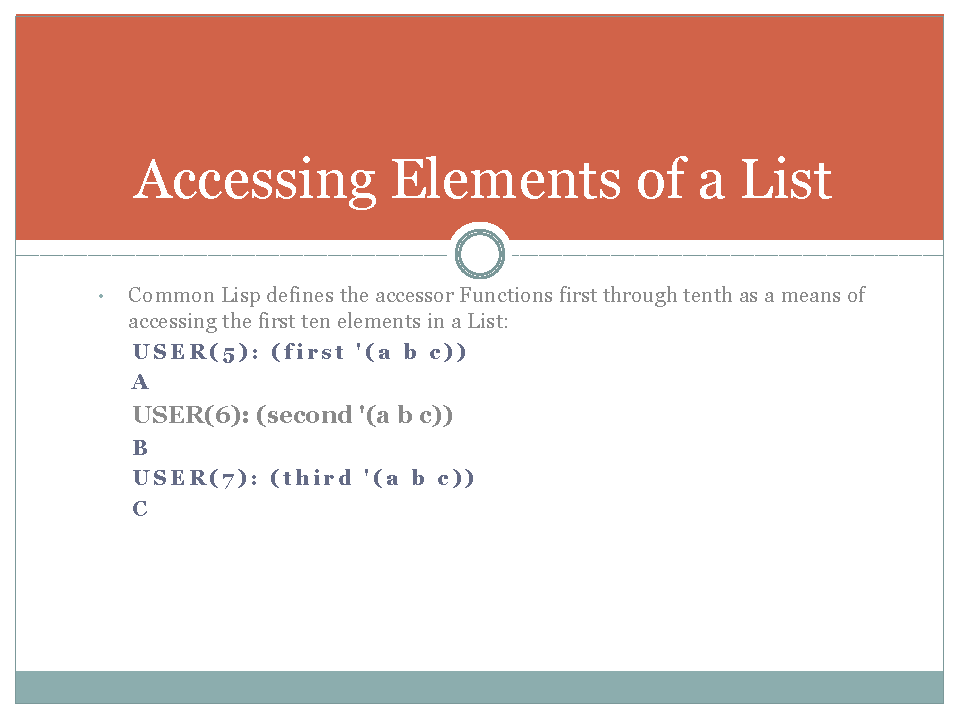 Accessing Elements of a List
• Common Lisp defines the accessor Functions first through tenth as a means of
accessing the first ten elements in a List:
USER(5): (first '(a b c))
A
USER(6): (second '(a b c))
B
USER(7): (third '(a b c))
C